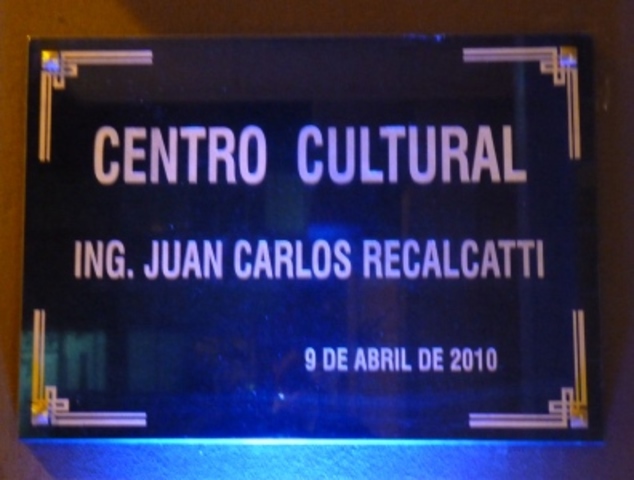 CENTRO CULTURAL
ING. JUAN CARLOS RECALCATTI
9 DE ABRIL DE 2010